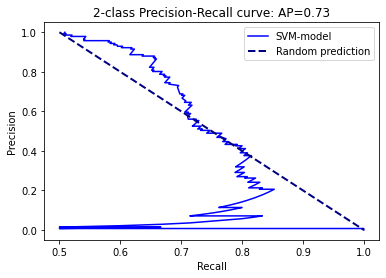 2-class Precision-Recall curve: AP=0.73
SVM-model
Random prediction
Precision
1.0
0.8
0.6
0.4
0.2
0.0
0.5
0.6
0.7
0.8
0.9
1.0
Recall